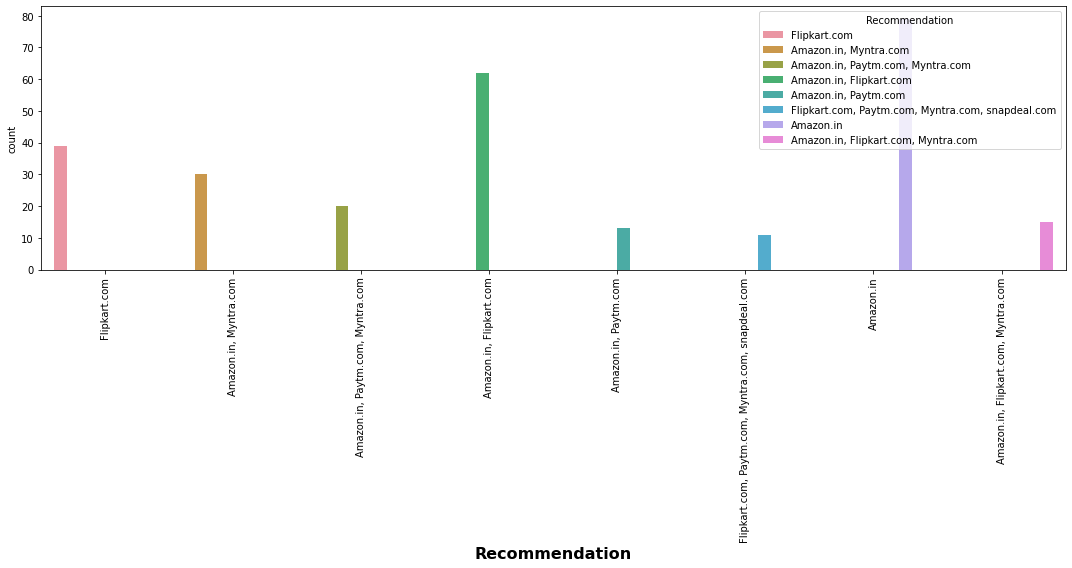 80
70
60
50
40
30
20
10
0
count
Recommendation
Flipkart.com
Amazon.in, Myntra.com
Amazon.in, Paytm.com, Myntra.com
Amazon.in, Flipkart.com
Amazon.in, Paytm.com
Flipkart.com, Paytm.com, Myntra.com, snapdeal.com
Amazon.in
Amazon.in, Flipkart.com, Myntra.com
Flipkart.com
Amazon.in, Myntra.com
Amazon.in, Paytm.com, Myntra.com
Amazon.in, Flipkart.com
Amazon.in, Paytm.com
Flipkart.com, Paytm.com, Myntra.com, snapdeal.com
Amazon.in
Amazon.in, Flipkart.com, Myntra.com
Recommendation